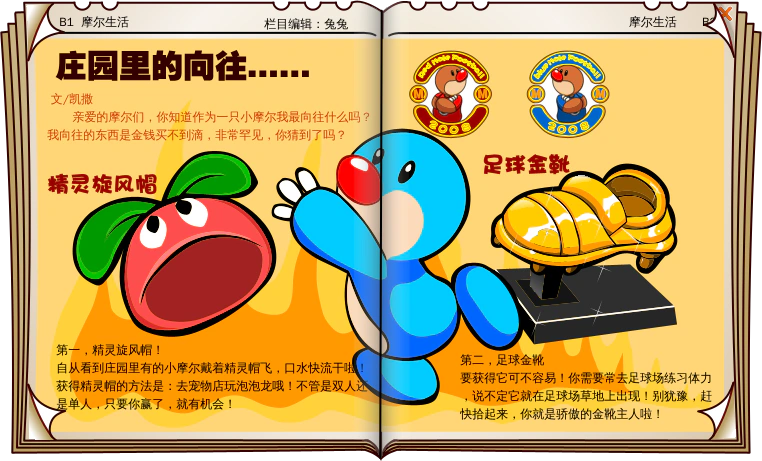 B1 摩尔生活
栏目编辑：兔兔
庄园里的向往……
文/凯撒
亲爱的摩尔们，你知道作为一只小摩尔我最向往什么吗？
我向往的东西是金钱买不到滴，非常罕见，你猜到了吗？
精灵旋风帽
第一，精灵旋风帽！
自从看到庄园里有的小摩尔戴着精灵帽飞，口水快流干啦！
获得精灵帽的方法是：去宠物店玩泡泡龙哦！不管是双人还
是单人，只要你赢了，就有机会！
摩尔生活
Red Mole Football
M M
2008
Blue Mole Football
M M
2008
足球金靴
第二，足球金靴
要获得它可不容易！你需要常去足球场练习体力
，说不定它就在足球场草地上出现！别犹豫，赶
快拾起来，你就是骄傲的金靴主人啦！